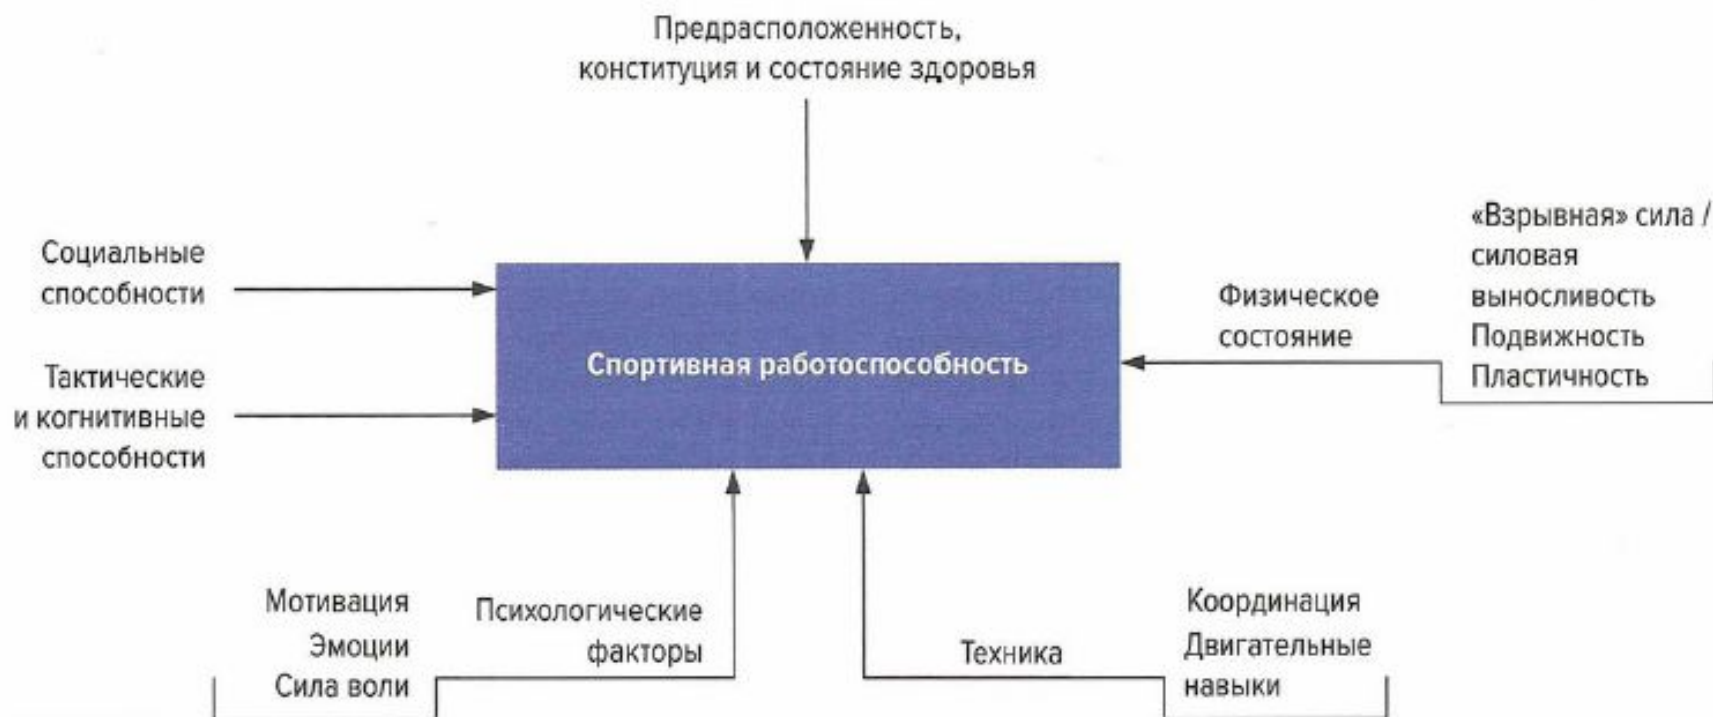 Предрасположенность,
конституция и состояние здоровья
Социальные
способности
Тактические
и когнитивные
способности
Спортивная работоспособность
Физическое
состояние
«Взрывная» сила /
силовая
выносливость
Подвижность
Пластичность
Мотивация
Эмоции
Сила воли
Психологические
факторы
Техника
Координация
Двигательные
навыки